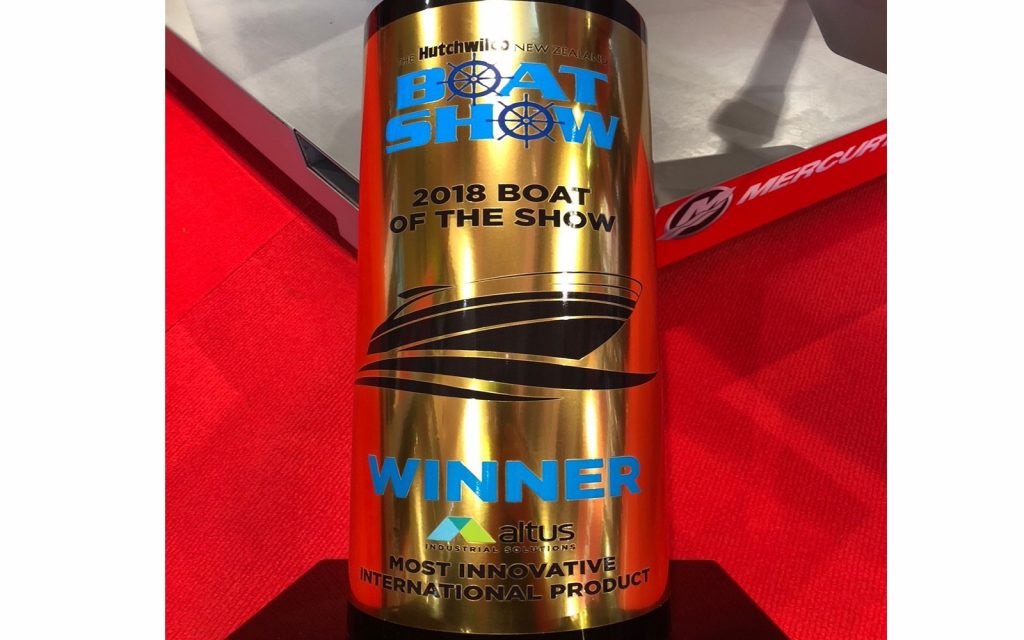 THE Hutchwilco NEW ZEALAND
BOAT
SHOW
2018 BOAT
OF THE SHOW
MERCURY
WINNER
altus
INDUSTRIAL SOLUTIONS
MOST INNOVATIVE
INTERNATIONAL PRODUCT